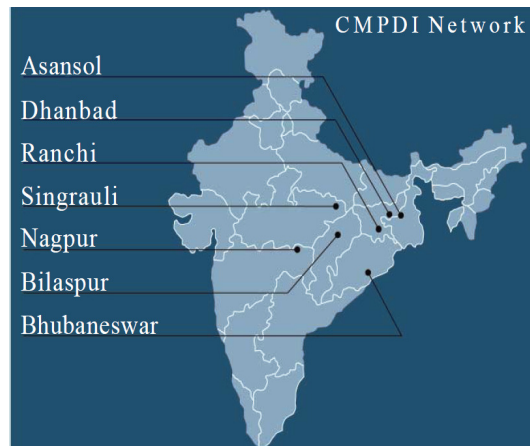 CMPDI Network
Asansol
Dhanbad
Ranchi
Singrauli
Nagpur
Bilaspur
Bhubaneswar